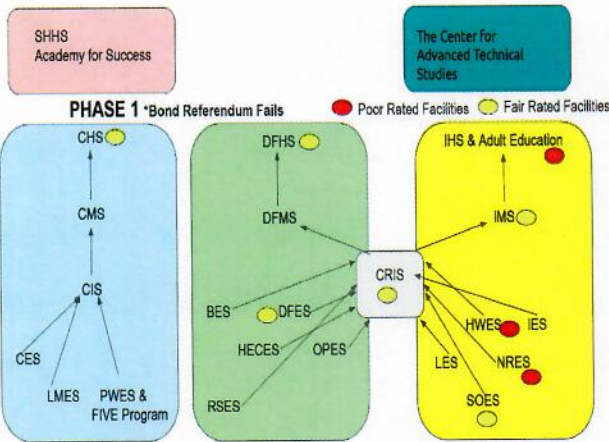 SHHS
Academy for Success
The Center for
Advanced Technical
Studies
PHASE 1 *Bond Referendum Fails
Poor Rated Facilities
Fair Rated Facilities
CHS
CMS
CIS
CES
LMES
PWES &
FIVE Program
DFHS
DFMS
BES
DFES
HECES
OPES
RSES
CRIS
IHS & Adult Education
IMS
HWES
IES
LES
NRES
SOES